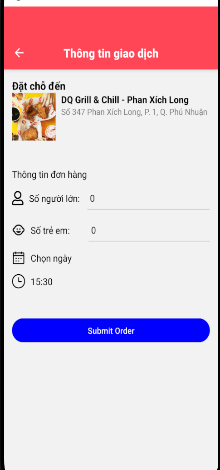 Thông tin giao dịch
Đặt chỗ đến
DQ Grill & Chill - Phan Xích Long
Số 347 Phan Xích Long, P. 1, Q. Phú Nhuận
Thông tin đơn hàng
Số người lớn: 0
Số trẻ em: 0
Chọn ngày
15:30
Submit Order